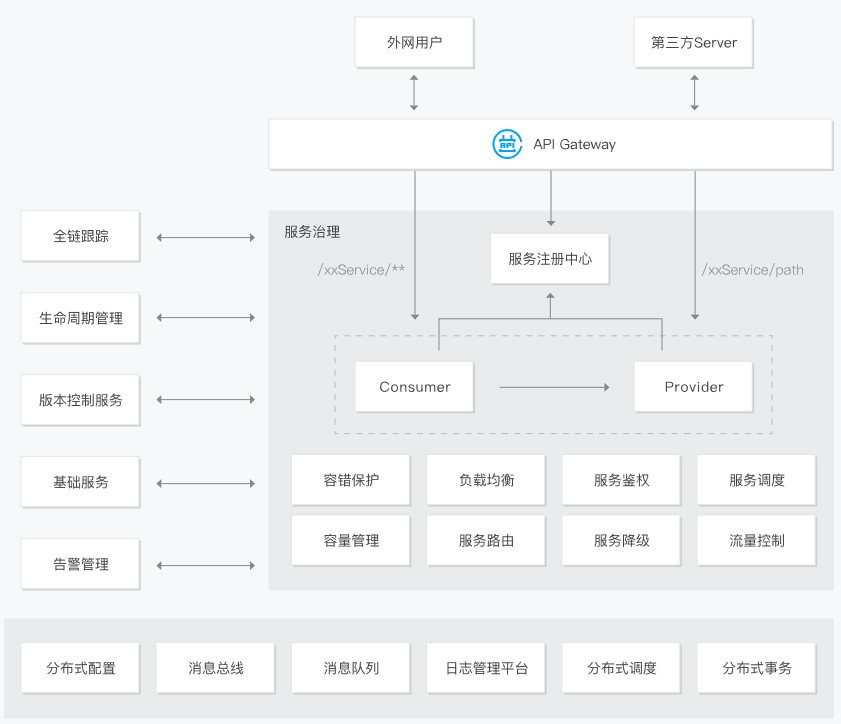 外网用户
第三方Server
API
API Gateway
全链跟踪
服务治理
服务注册中心
/xxService/**
/xxService/path
生命周期管理
Consumer
Provider
版本控制服务
基础服务
容错保护
负载均衡
服务鉴权
服务调度
容量管理
服务路由
服务降级
流量控制
告警管理
分布式配置
消息总线
消息队列
日志管理平台
分布式调度
分布式事务